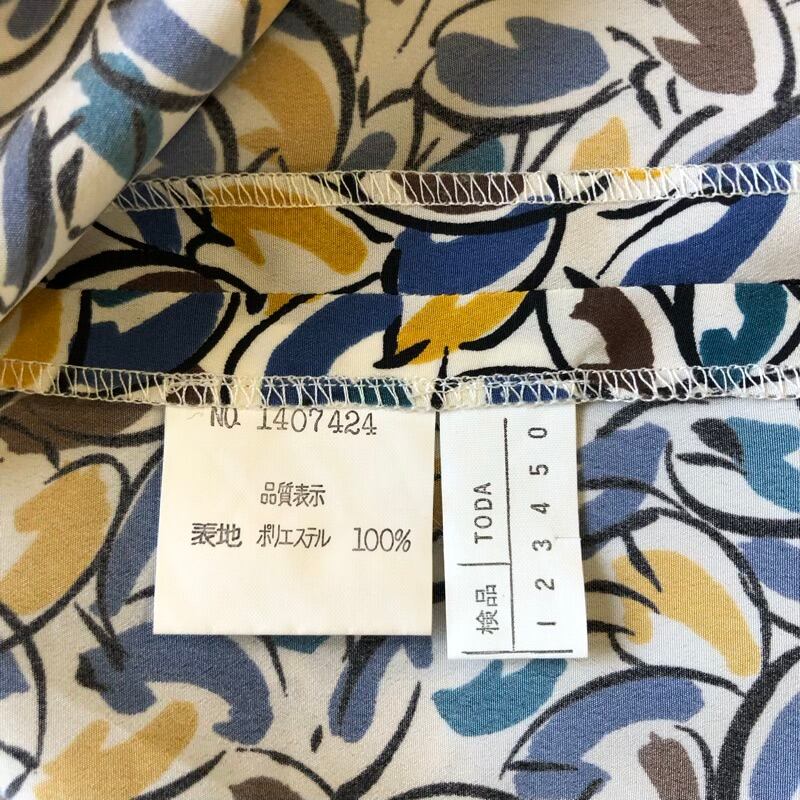 NO. 1407424
品質表示
表地 ポリエステル 100%
検品 TODA
1 2 3 4 5 0